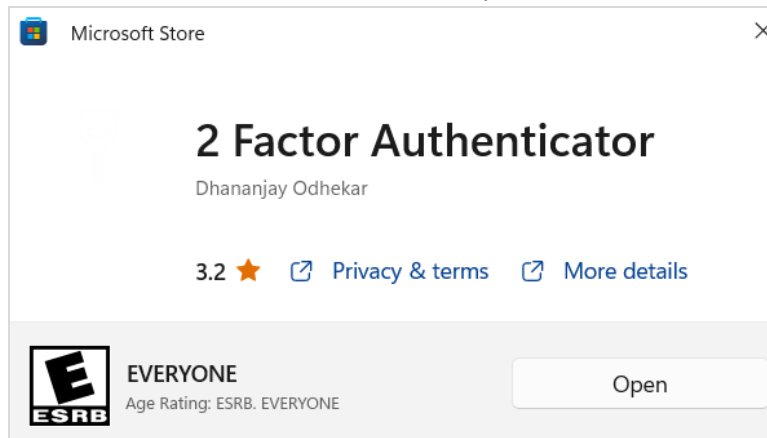 Microsoft Store
2 Factor Authenticator
Dhananjay Odhekar
3.2 Privacy & terms More details
E
ESRB
EVERYONE
Age Rating: ESRB. EVERYONE
Open